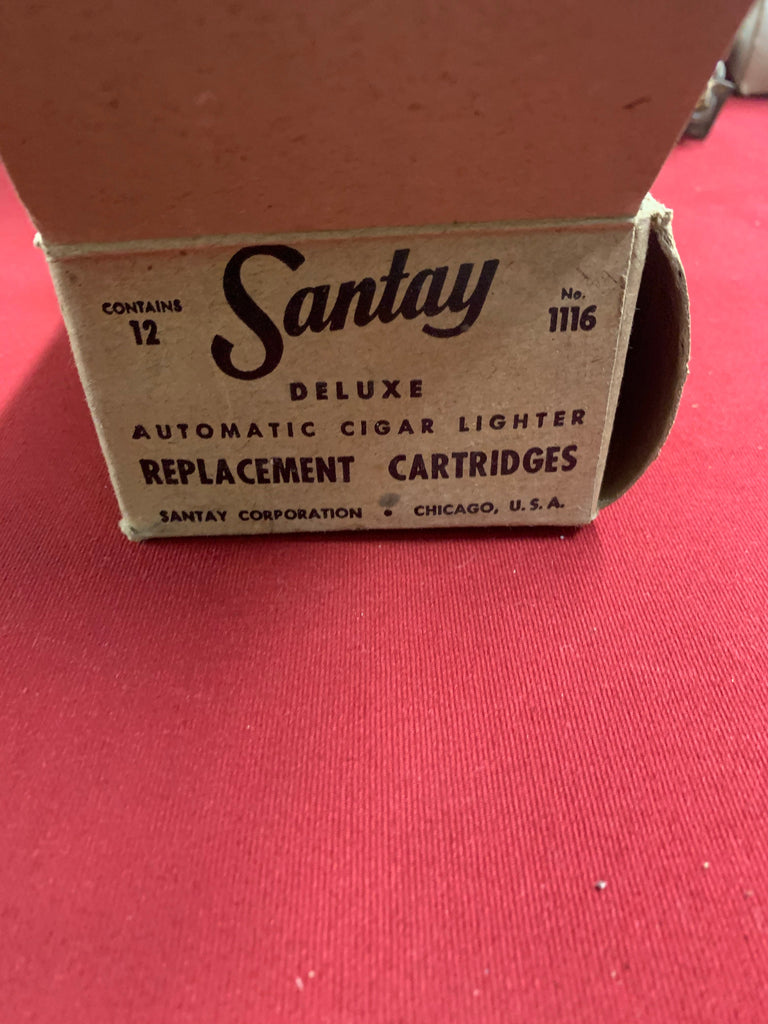 Santay
CONTAINS
12
No.
1116
DELUXE
AUTOMATIC CIGAR LIGHTER
REPLACEMENT CARTRIDGES
SANTAY CORPORATION • CHICAGO, U.S.A.